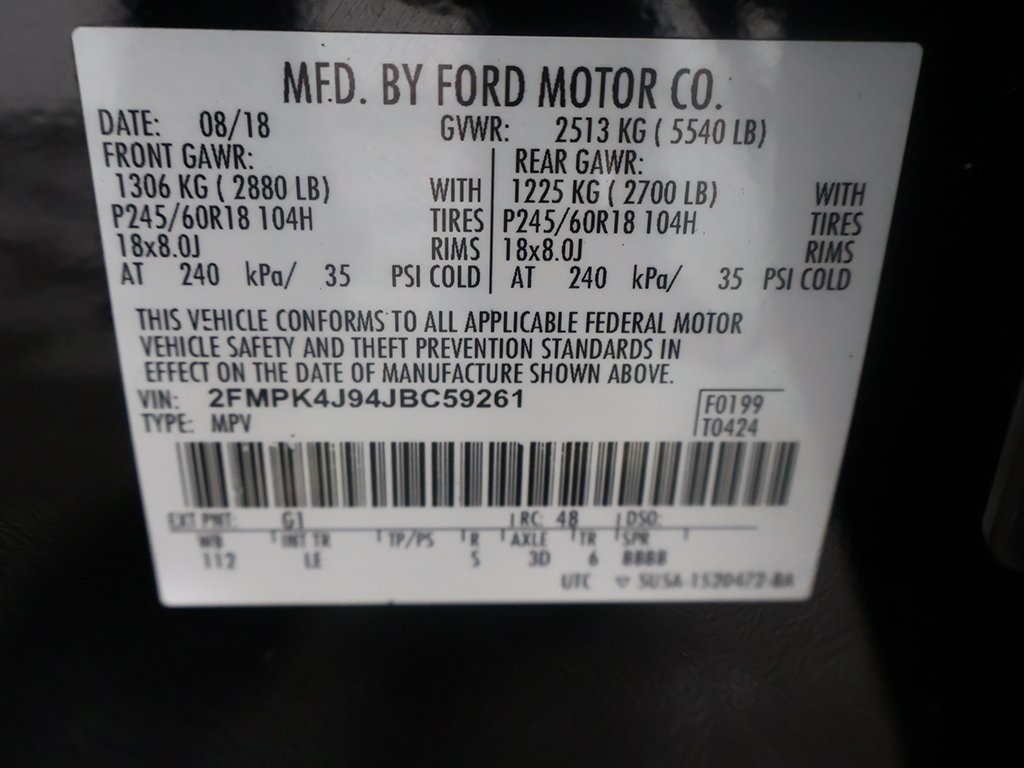 MFD. BY FORD MOTOR CO.
DATE: 08/18 GVWR: 2513 KG ( 5540 LB)
FRONT GAWR: REAR GAWR:
1306 KG ( 2880 LB) WITH 1225 KG ( 2700 LB) WITH
P245/60R18 104H TIRES P245/60R18 104H TIRES
18x8.0J RIMS 18x8.0J RIMS
AT 240 kPa/ 35 PSI COLD AT 240 kPa/ 35 PSI COLD
THIS VEHICLE CONFORMS TO ALL APPLICABLE FEDERAL MOTOR
VEHICLE SAFETY AND THEFT PREVENTION STANDARDS IN
EFFECT ON THE DATE OF MANUFACTURE SHOWN ABOVE.
VIN: 2FMPK4J94JBC59261 F0199
TYPE: MPV T0424
EXT PNT: G1 RC: 48 DSO:
WB INT TR TP/PS R AXLE TR SPR
112 LE 5 3D 6 BBBB
UTC ▽ 5U5A-1520472-BA